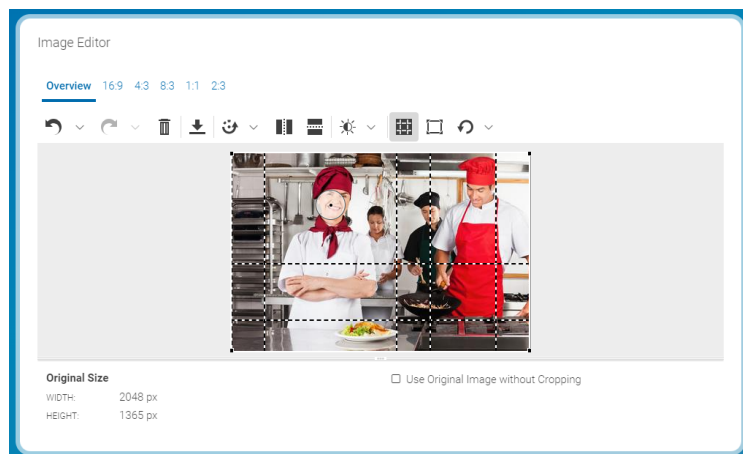 Image Editor
Overview 16:9 4:3 8:3 1:1 2:3
Original Size
Use Original Image without Cropping
WIDTH: 2048 px
HEIGHT: 1365 px